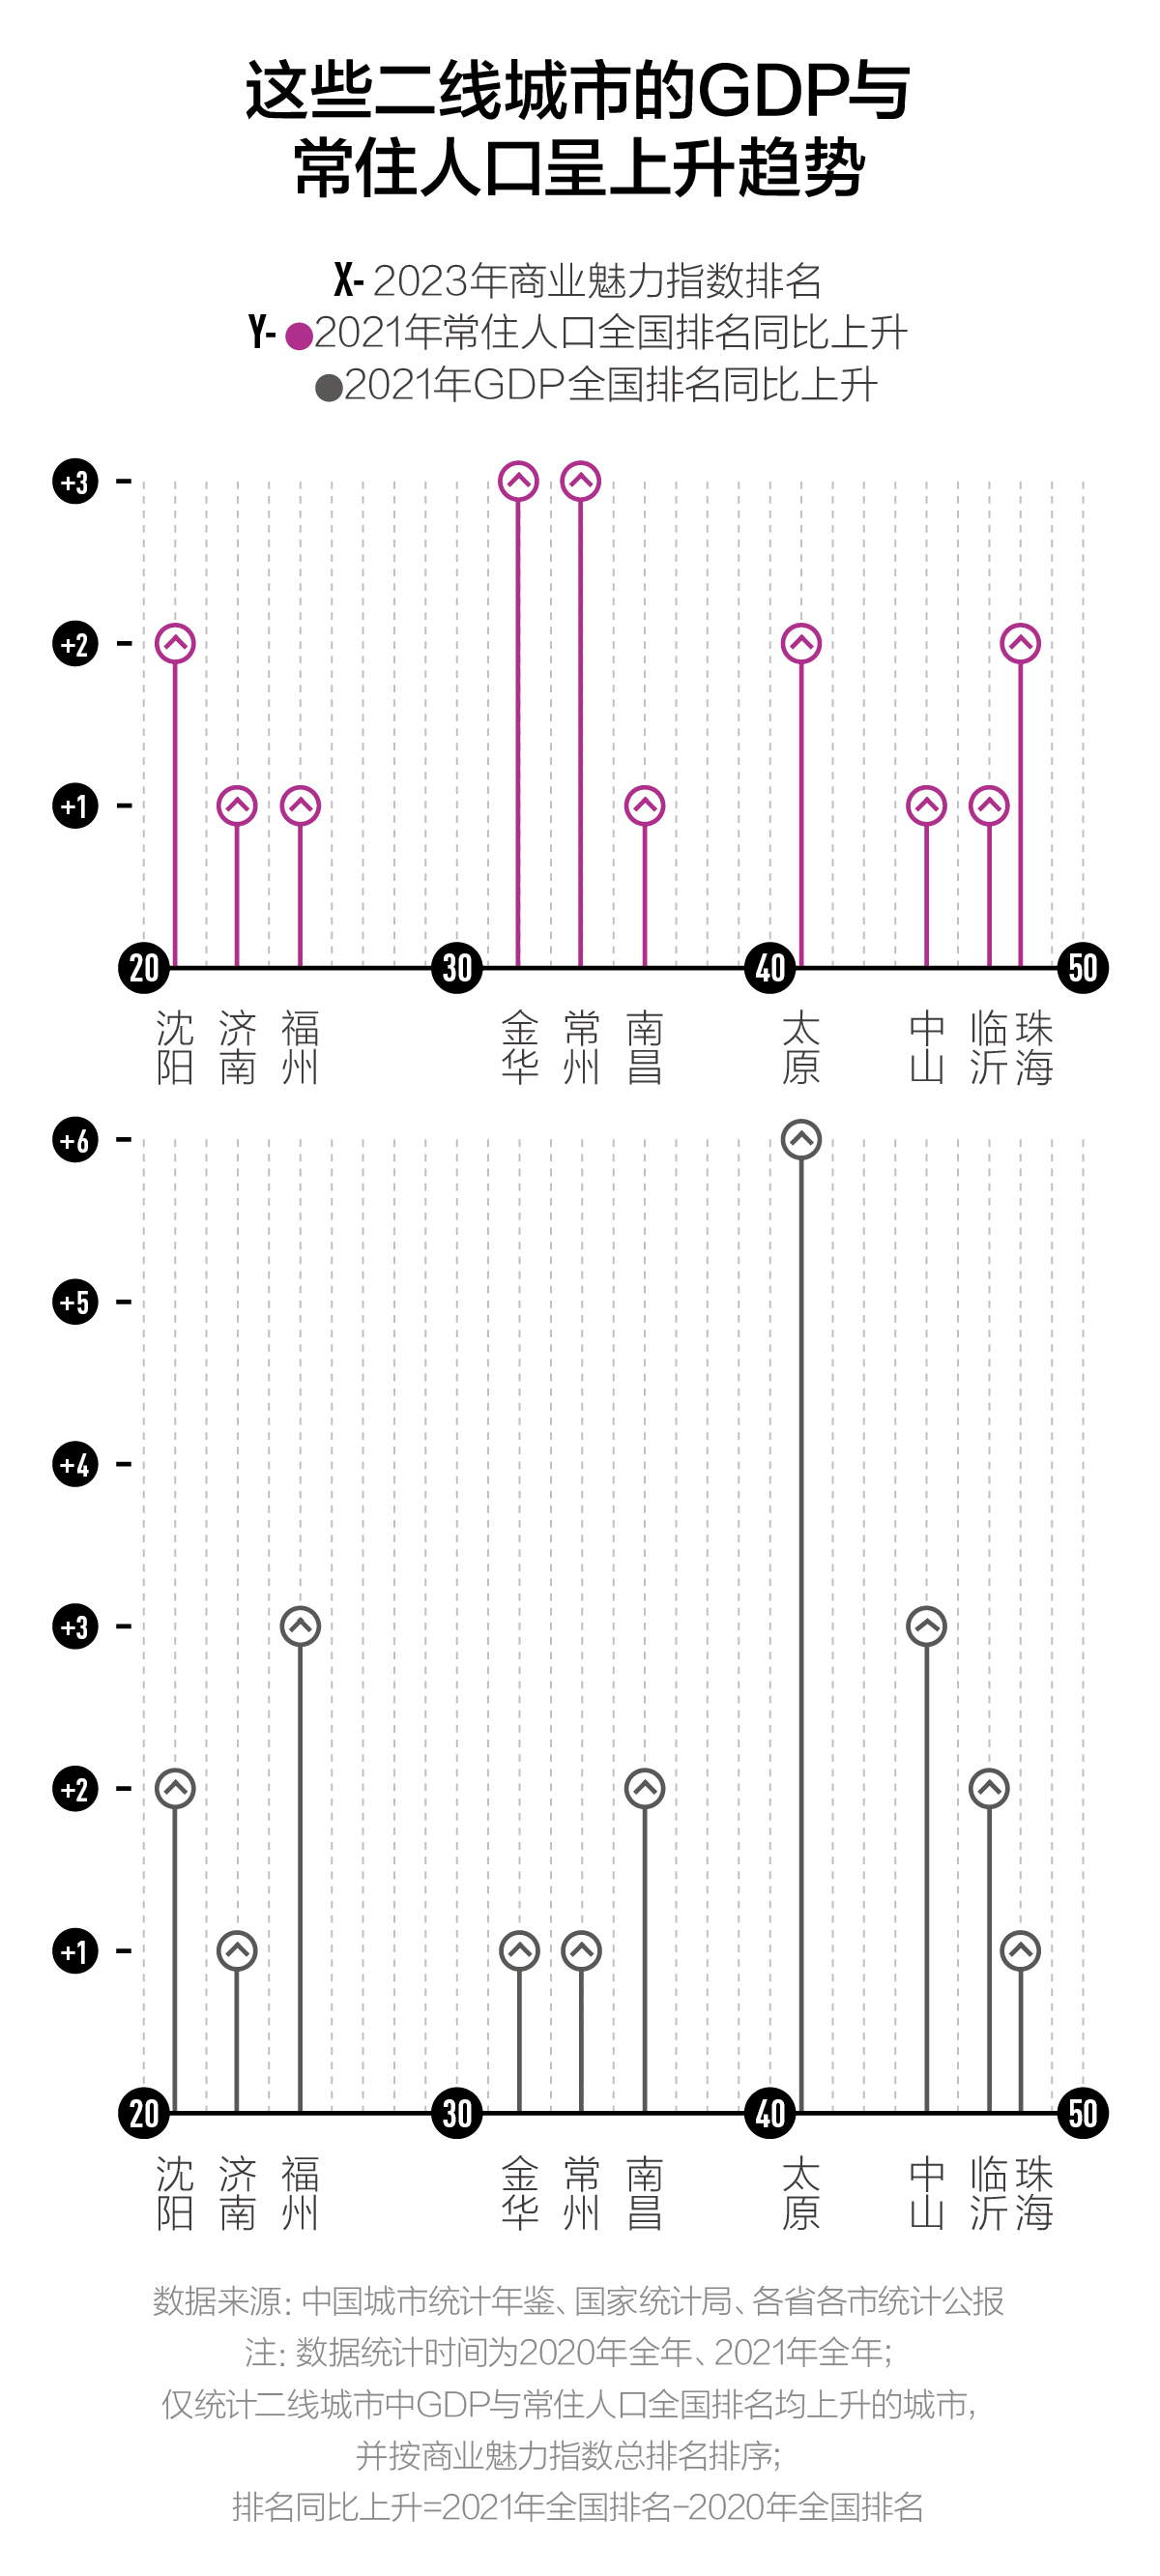 这些二线城市的GDP与
常住人口呈上升趋势
X- 2023年商业魅力指数排名
Y- 2021年常住人口全国排名同比上升
2021年GDP全国排名同比上升
+3
+2
+1
20 30 40 50
沈阳 济南 福州 金华 常州 南昌 太原 中山 临沂 珠海
+6
+5
+4
+3
+2
+1
20 30 40 50
沈阳 济南 福州 金华 常州 南昌 太原 中山 临沂 珠海
数据来源：中国城市统计年鉴、国家统计局、各省各市统计公报
注：数据统计时间为2020年全年、2021年全年；
仅统计二线城市中GDP与常住人口全国排名均上升的城市，
并按商业魅力指数总排名排序；
排名同比上升=2021年全国排名-2020年全国排名